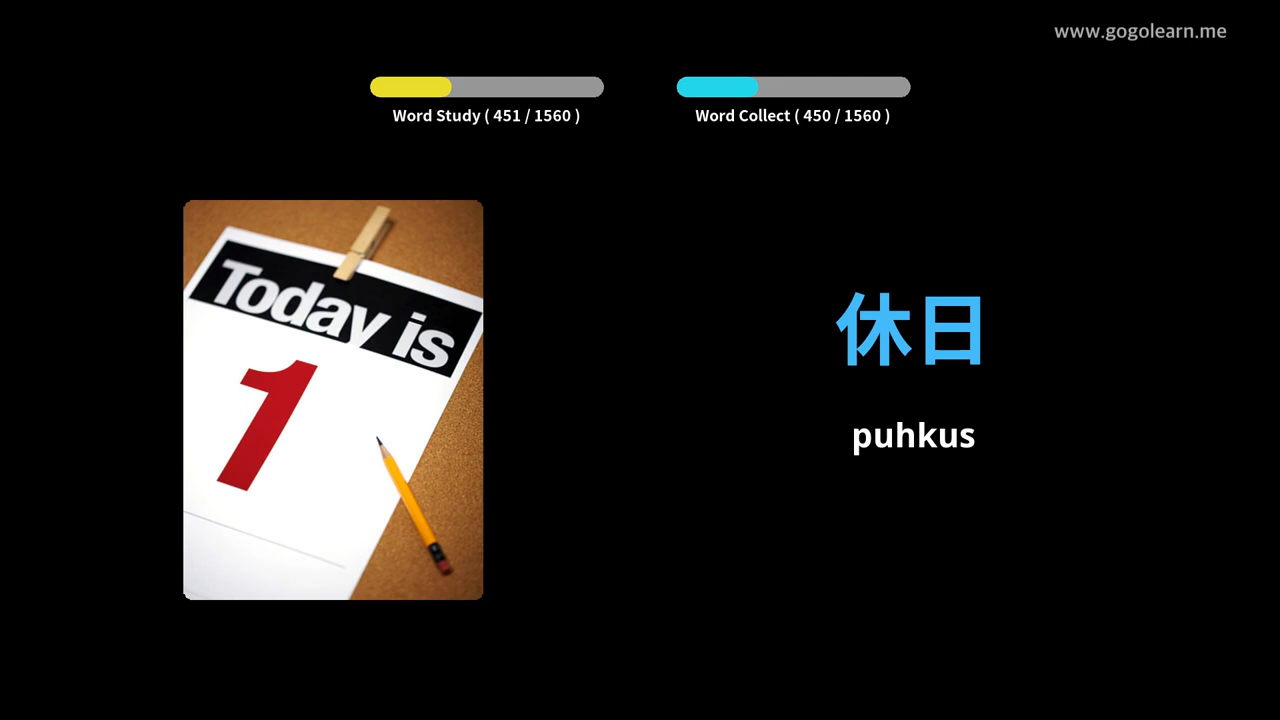 www.gogolearn.me
Word Study ( 451 / 1560 )
Word Collect ( 450 / 1560 )
Today is
1
休日
puhkus